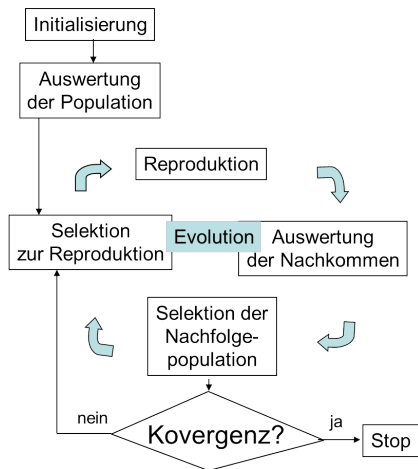 Initialisierung
Auswertung
der Population
Reproduktion
Selektion
zur Reproduktion
Evolution
Auswertung
der Nachkommen
Selektion der
Nachfolge-
population
nein
Kovergenz?
ja
Stop